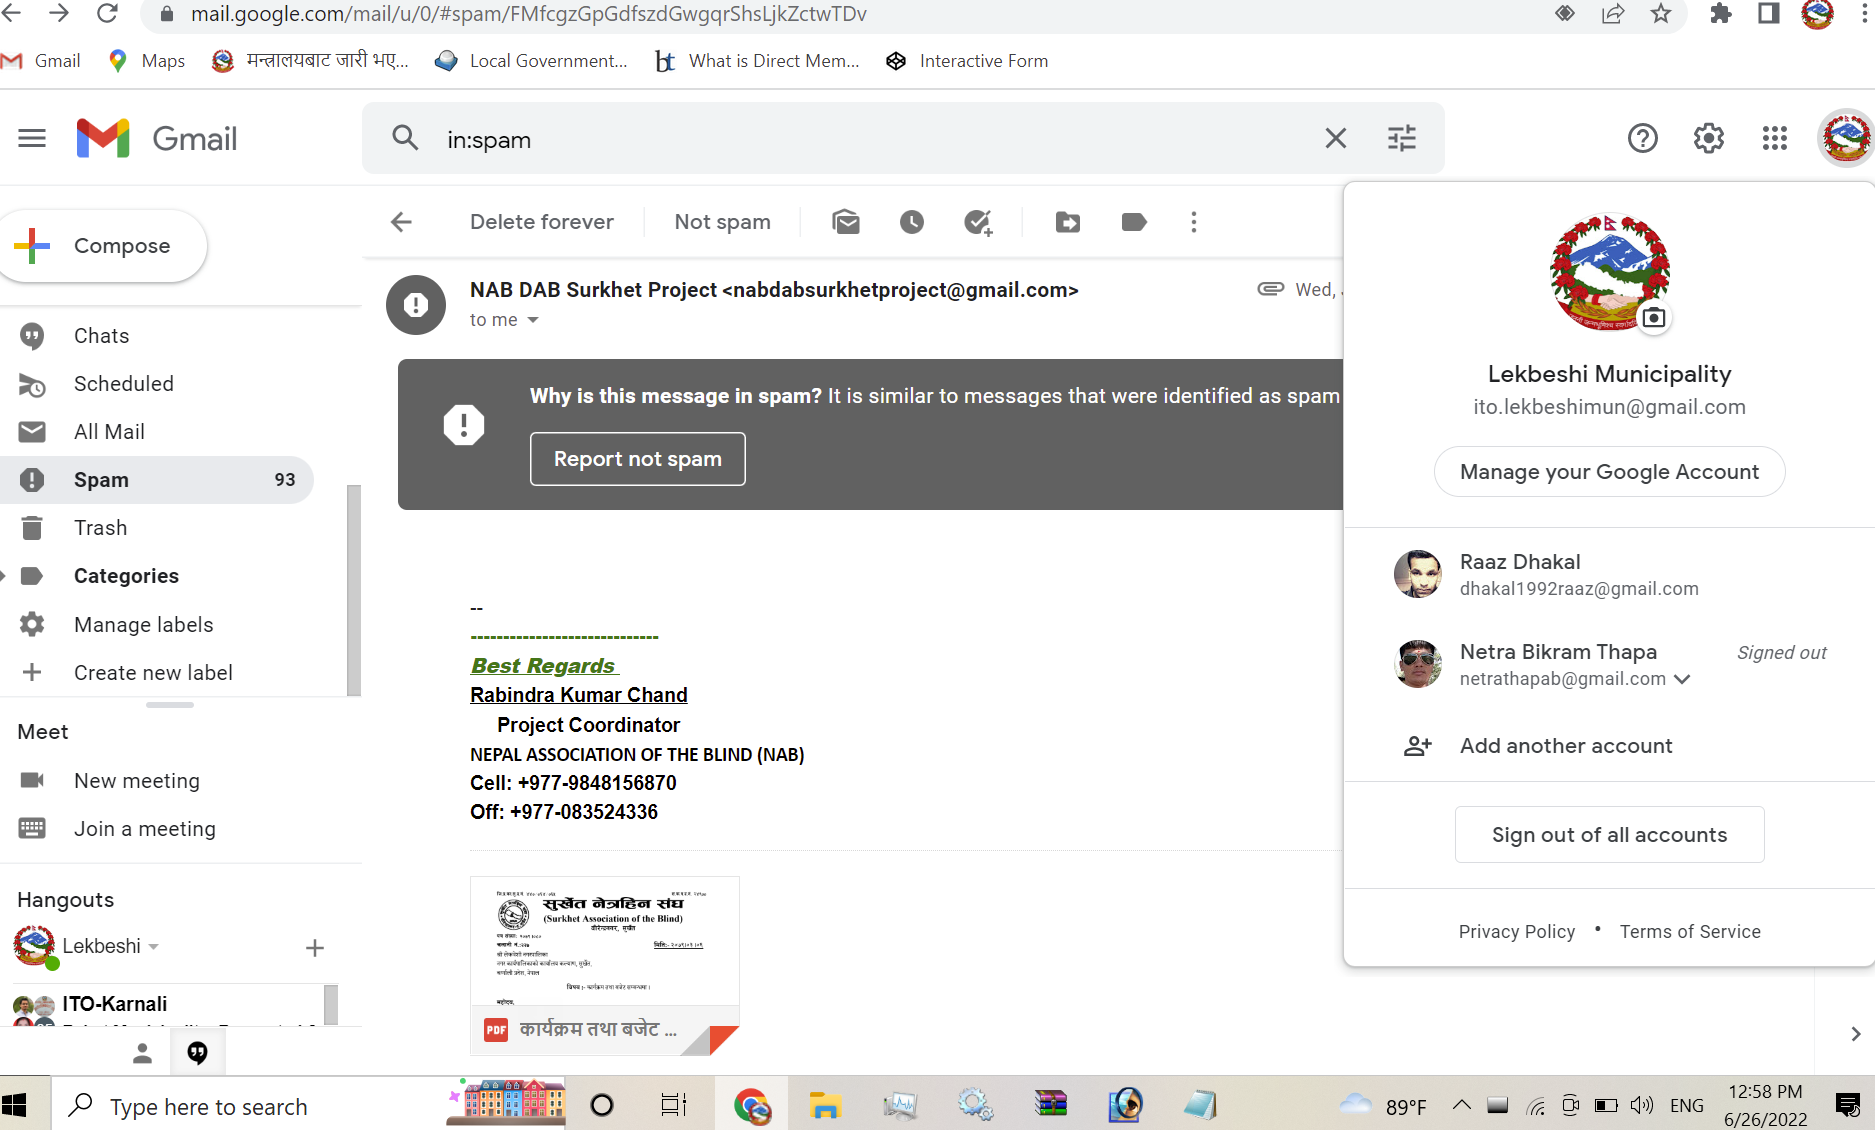 mail.google.com/mail/u/0/#spam/FMfcgzGpGdfszdGwgqrShsLjkZctwTDv
Gmail
Maps
मन्त्रालयबाट जारी भए...
Local Government...
What is Direct Mem...
Interactive Form
Gmail
in:spam
Compose
Delete forever
Not spam
NAB DAB Surkhet Project <nabdabsurkhetproject@gmail.com>
Wed,
to me
Chats
Scheduled
All Mail
Spam 93
Trash
Categories
Manage labels
Create new label
Why is this message in spam? It is similar to messages that were identified as spam
Report not spam
--
-----------------------------
Best Regards
Rabindra Kumar Chand
Project Coordinator
NEPAL ASSOCIATION OF THE BLIND (NAB)
Cell: +977-9848156870
Off: +977-083524336
सुर्खेत नेत्रहिन संघ
(Surkhet Association of the Blind)
वीरेन्द्रनगर, सुर्खेत
PDF कार्यक्रम तथा बजेट ...
Meet
New meeting
Join a meeting
Hangouts
Lekbeshi
ITO-Karnali
Lekbeshi Municipality
ito.lekbeshimun@gmail.com
Manage your Google Account
Raaz Dhakal
dhakal1992raaz@gmail.com
Netra Bikram Thapa
Signed out
netrathapab@gmail.com
Add another account
Sign out of all accounts
Privacy Policy • Terms of Service
Type here to search
89°F
ENG
12:58 PM
6/26/2022